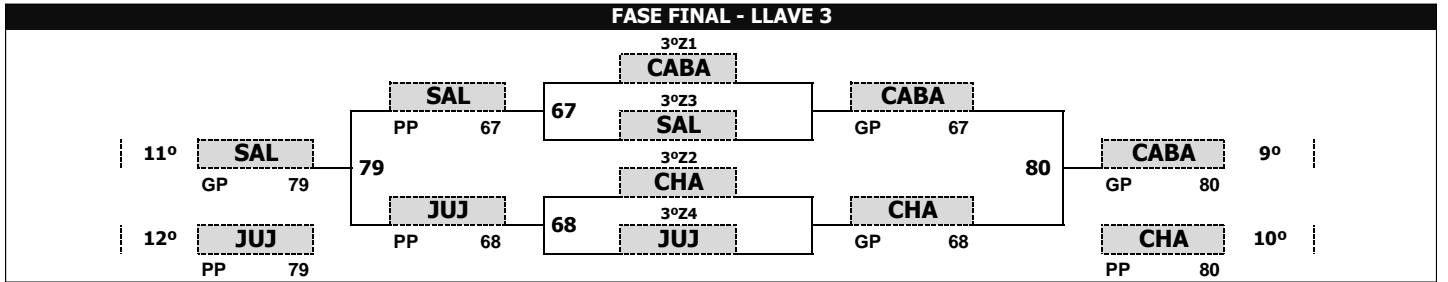 FASE FINAL - LLAVE 3
3ºZ1
CABA
SAL 67 3ºZ3 CABA
PP 67 SAL GP 67
11º SAL 79 3ºZ2 80 CABA 9º
GP 79 CHA GP 80
JUJ 68 3ºZ4 CHA
12º JUJ PP 68 JUJ GP 68 CHA 10º
PP 79 PP 80